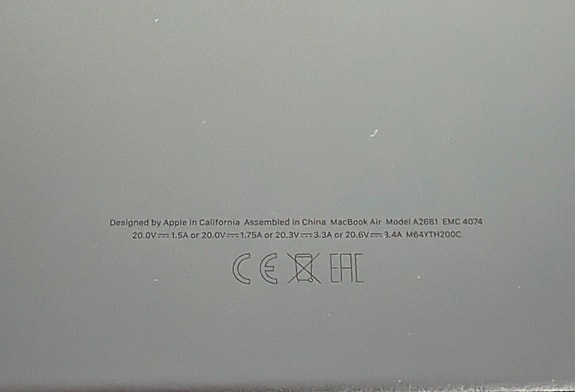 Designed by Apple in California Assembled in China MacBook Air Model A2681 EMC 4074
20.0V⎓1.5A or 20.0V⎓1.75A or 20.3V⎓3.3A or 20.6V⎓3.4A M64YTH200C
CE EAC